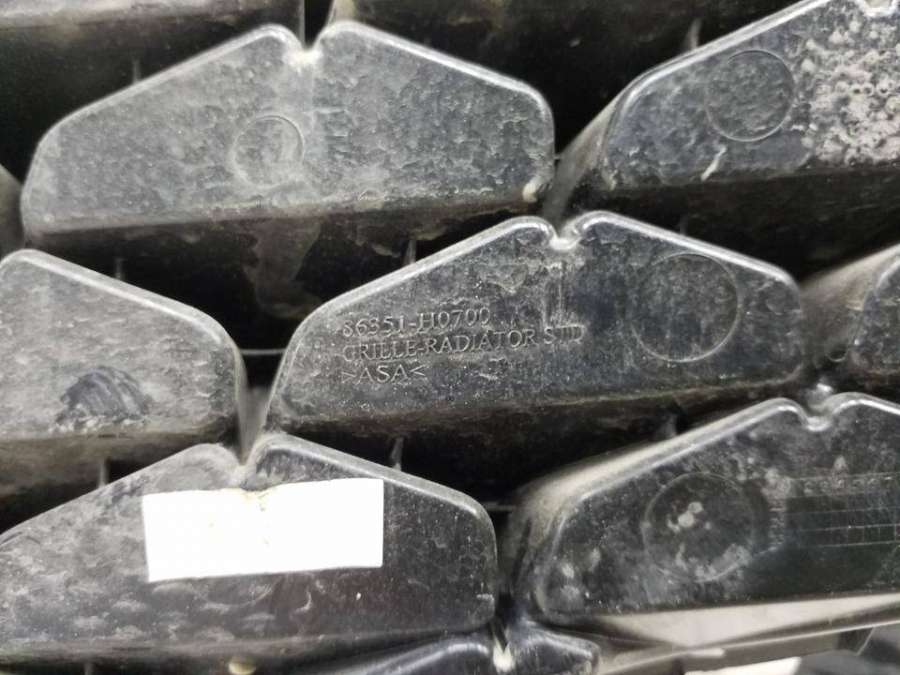 86351-H0700
GRILLE-RADIATOR STD
>ASA<